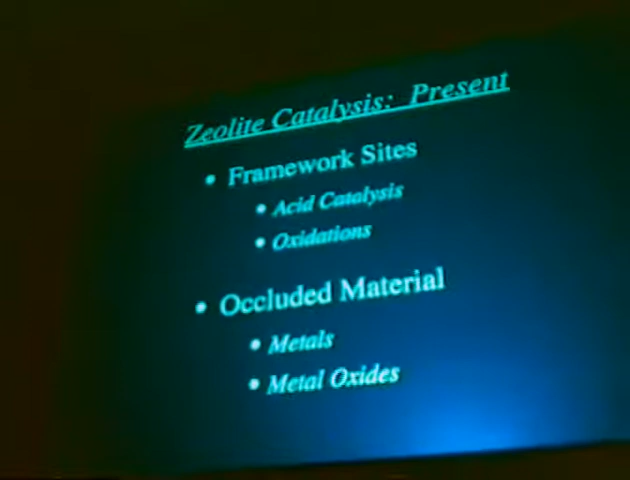 Zeolite Catalysis: Present
• Framework Sites
• Acid Catalysis
• Oxidations
• Occluded Material
• Metals
• Metal Oxides